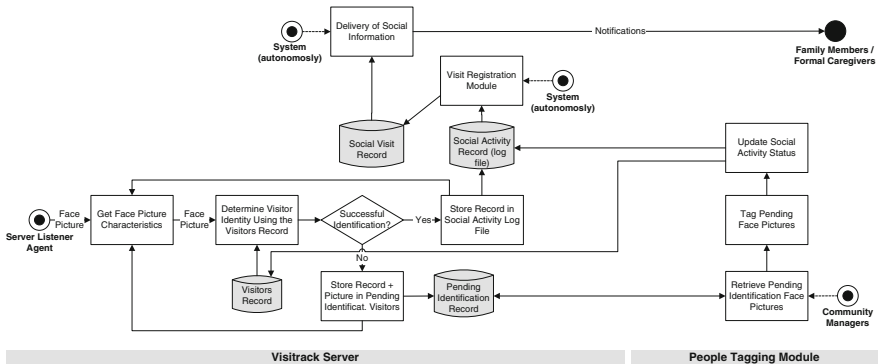 Delivery of Social
Information
System
(autonomosly)
Notifications
Family Members /
Formal Caregivers
Visit Registration
Module
System
(autonomosly)
Social Visit
Record
Social Activity
Record (log
file)
Update Social
Activity Status
Server Listener
Agent
Face
Picture
Get Face Picture
Characteristics
Face
Picture
Determine Visitor
Identity Using the
Visitors Record
Successful
Identification?
Yes
Store Record in
Social Activity Log
File
Tag Pending
Face Pictures
No
Visitors
Record
Store Record +
Picture in Pending
Identificat. Visitors
Pending
Identification
Record
Retrieve Pending
Identification Face
Pictures
Community
Managers
Visitrack Server
People Tagging Module